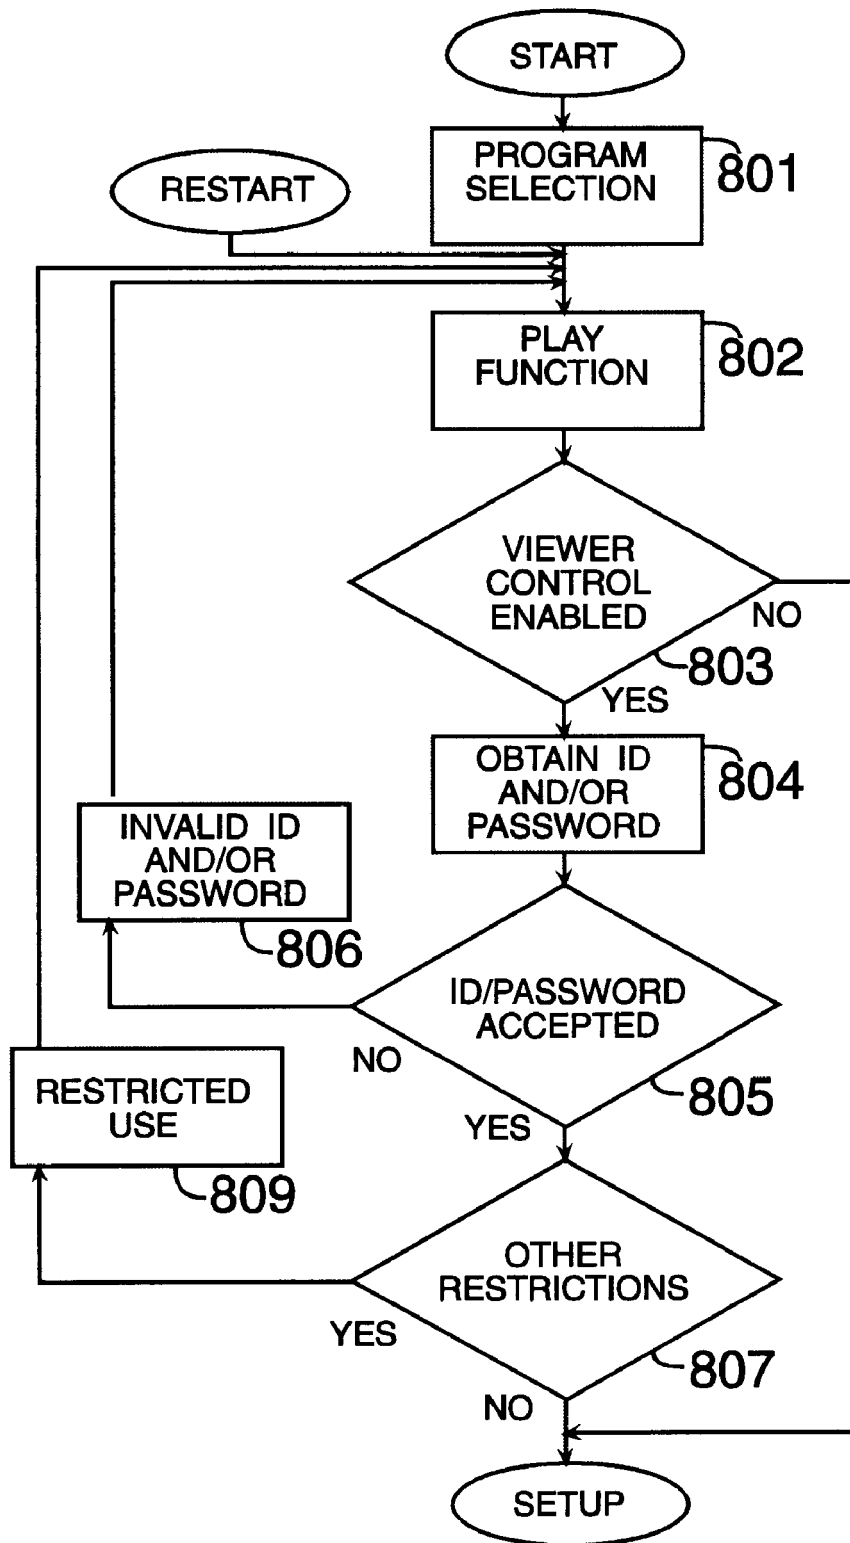 START
PROGRAM
SELECTION
801
RESTART
PLAY
FUNCTION
802
VIEWER
CONTROL
ENABLED
NO
803
YES
OBTAIN ID
AND/OR
PASSWORD
804
INVALID ID
AND/OR
PASSWORD
806
ID/PASSWORD
ACCEPTED
NO
805
YES
RESTRICTED
USE
809
OTHER
RESTRICTIONS
YES
807
NO
SETUP